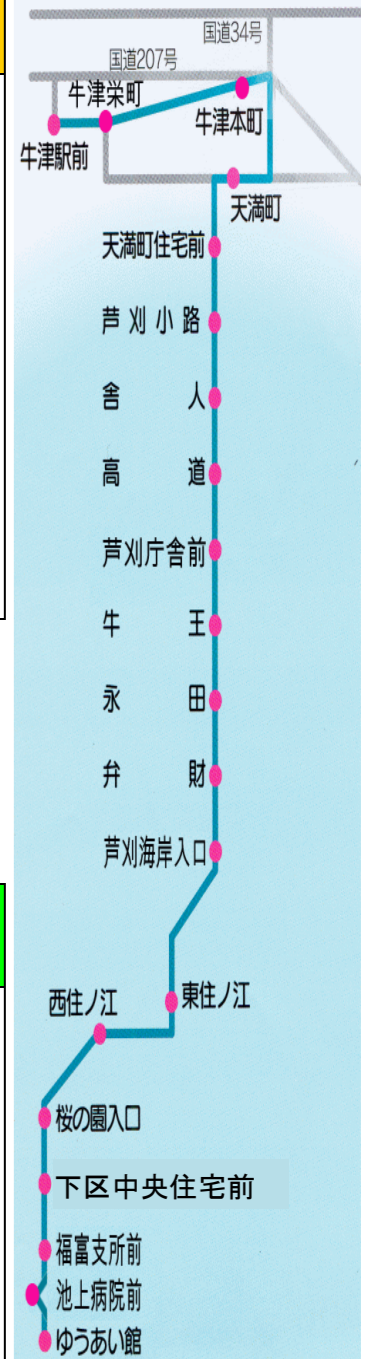 国道34号
国道207号
牛津栄町
牛津本町
牛津駅前
天満町
天満町住宅前
芦刈小路
舎人
高道
芦刈庁舎前
牛王
永田
弁財
芦刈海岸入口
東住ノ江
西住ノ江
桜の園入口
下区中央住宅前
福富支所前
池上病院前
ゆうあい館